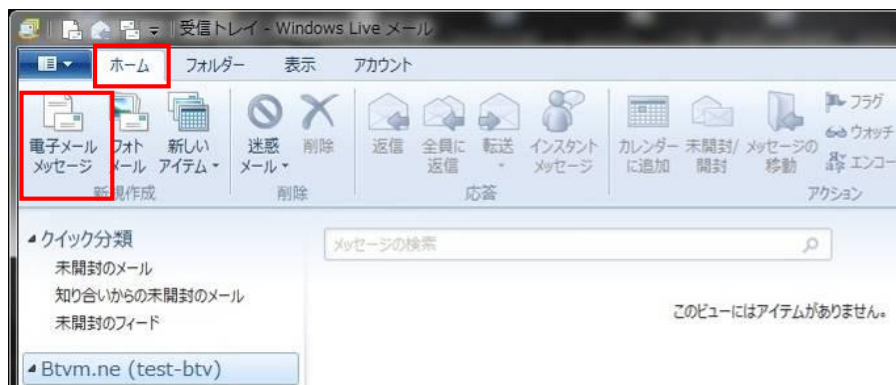 受信トレイ - Windows Live メール
ホーム フォルダー 表示 アカウント
電子メール メッセージ
フォト メール
新しい アイテム
迷惑 メール
削除
返信
全員に 返信
転送
インスタント メッセージ
カレンダー に追加
未開封/ 開封
メッセージの 移動
フラグ
ウォッチ
エンコー
新規作成 削除 応答 アクション
クイック分類
メッセージの検索
未開封のメール
知り合いからの未開封のメール
未開封のフィード
このビューにはアイテムがありません。
Btvm.ne (test-btv)